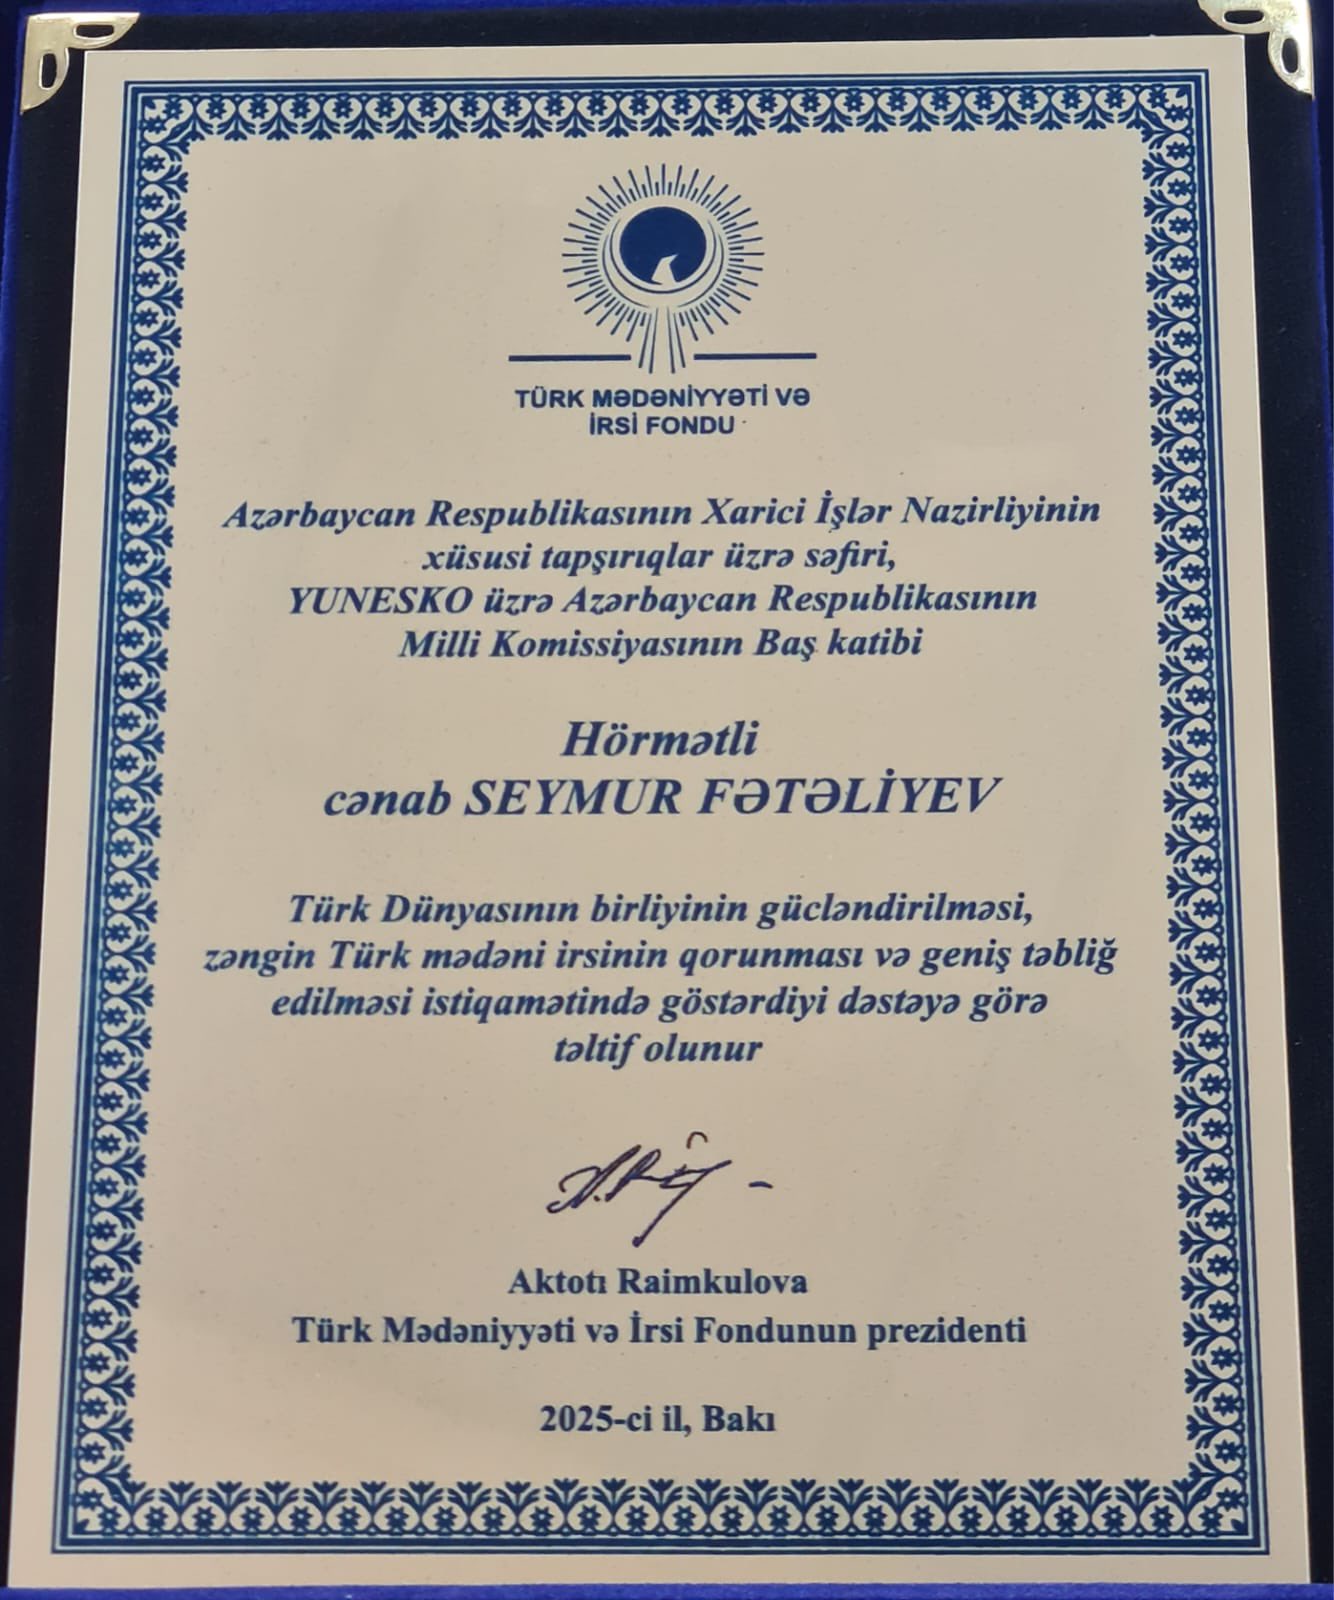 TÜRK MƏDƏNİYYƏTİ VƏ
İRSİ FONDU
Azərbaycan Respublikasının Xarici İşlər Nazirliyinin
xüsusi tapşırıqlar üzrə səfiri,
YUNESKO üzrə Azərbaycan Respublikasının
Milli Komissiyasının Baş katibi
Hörmətli
cənab SEYMUR FƏTƏLİYEV
Türk Dünyasının birliyinin gücləndirilməsi,
zəngin Türk mədəni irsinin qorunması və geniş təbliğ
edilməsi istiqamətində göstərdiyi dəstəyə görə
təltif olunur
Aktotı Raimkulova
Türk Mədəniyyəti və İrsi Fondunun prezidenti
2025-ci il, Bakı